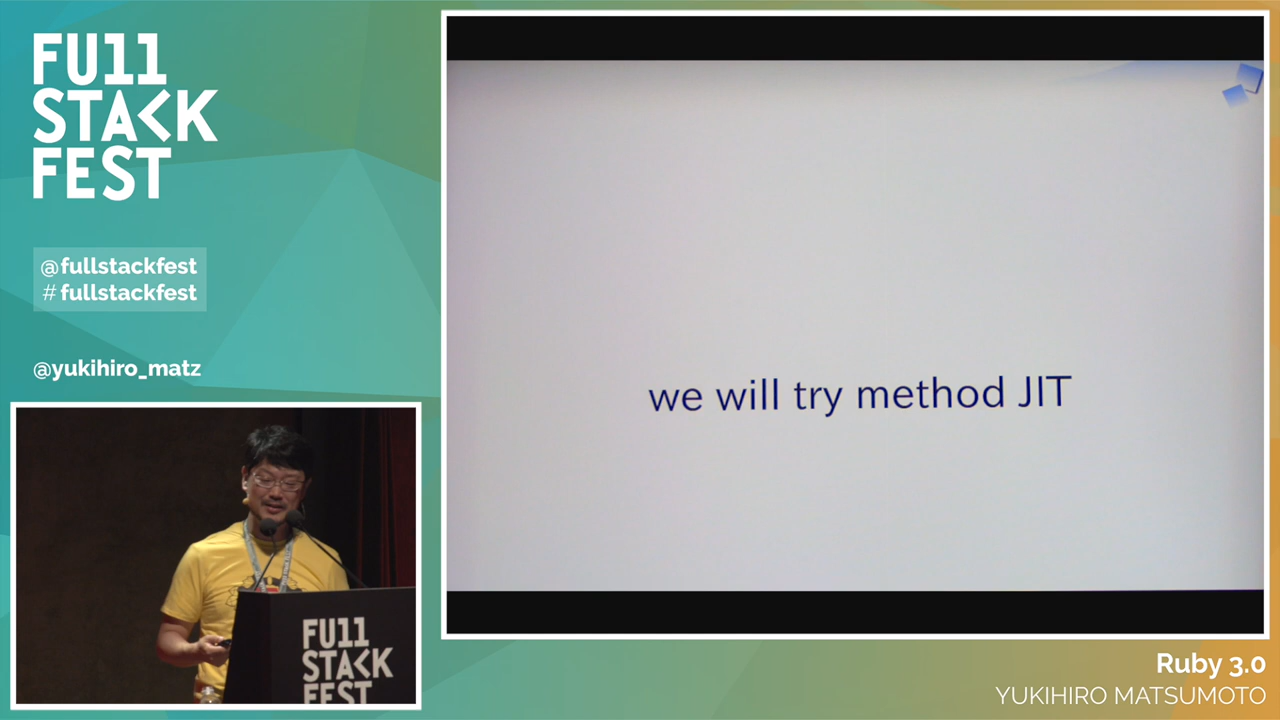 FU11
STACK
FEST
@fullstackfest
# fullstackfest
@yukihiro_matz
we will try method JIT
FU11
STACK
FEST
Ruby 3.0
YUKIHIRO MATSUMOTO